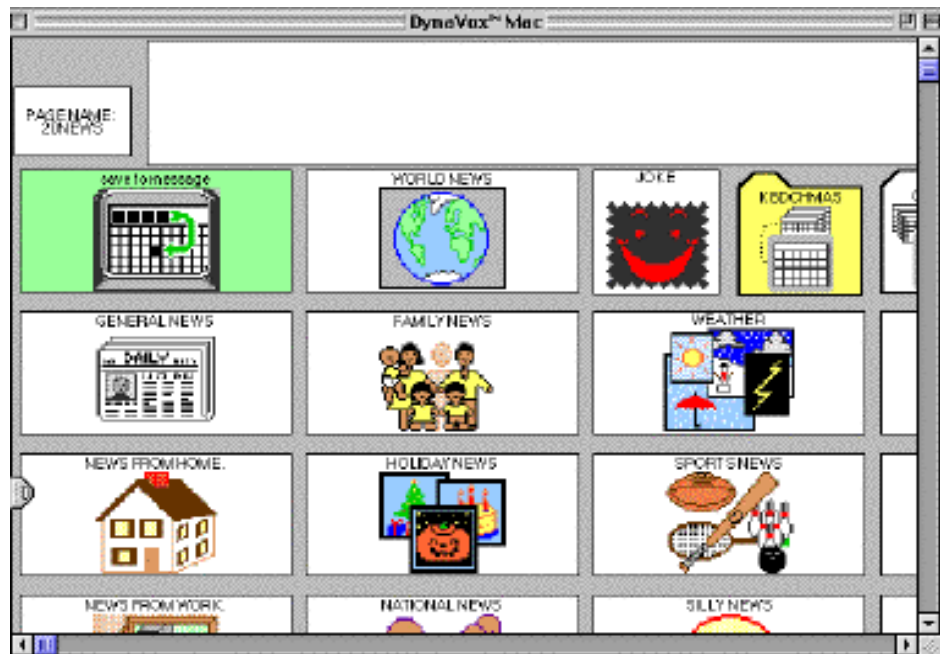 DynaVox™ Mac
PAGE NAME:
20NEWS
save to message
WORLD NEWS
JOKE
KBDCHMAS
GENERAL NEWS
DAILY
FAMILY NEWS
WEATHER
NEWS FROM HOME.
HOLIDAY NEWS
SPORTS NEWS
NEWS FROM WORK.
NATIONAL NEWS
SILLY NEWS